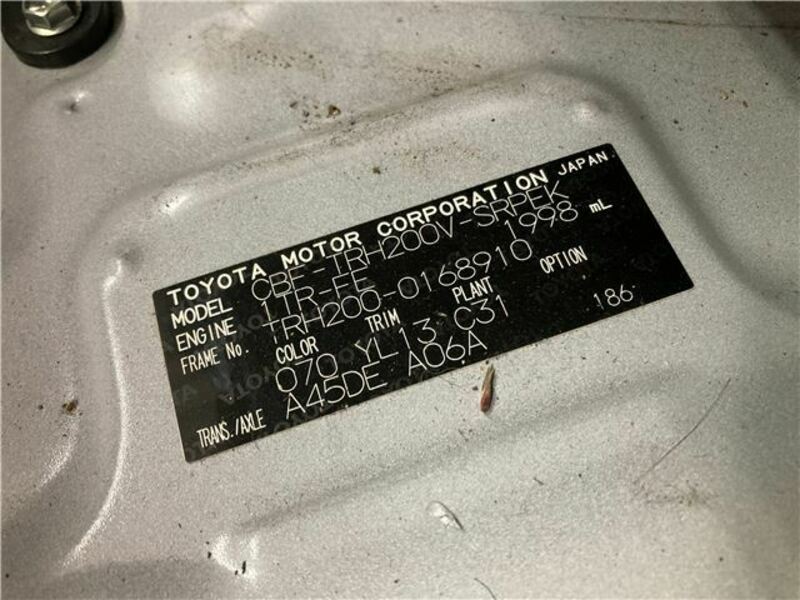 TOYOTA MOTOR CORPORATION JAPAN
MODEL CBF-TRH200V-SRPEK
ENGINE 1TR-FE 1998 mL
FRAME No. TRH200-0168910
COLOR TRIM PLANT OPTION
070 YL13 C31 186
TRANS./AXLE A45DE A06A